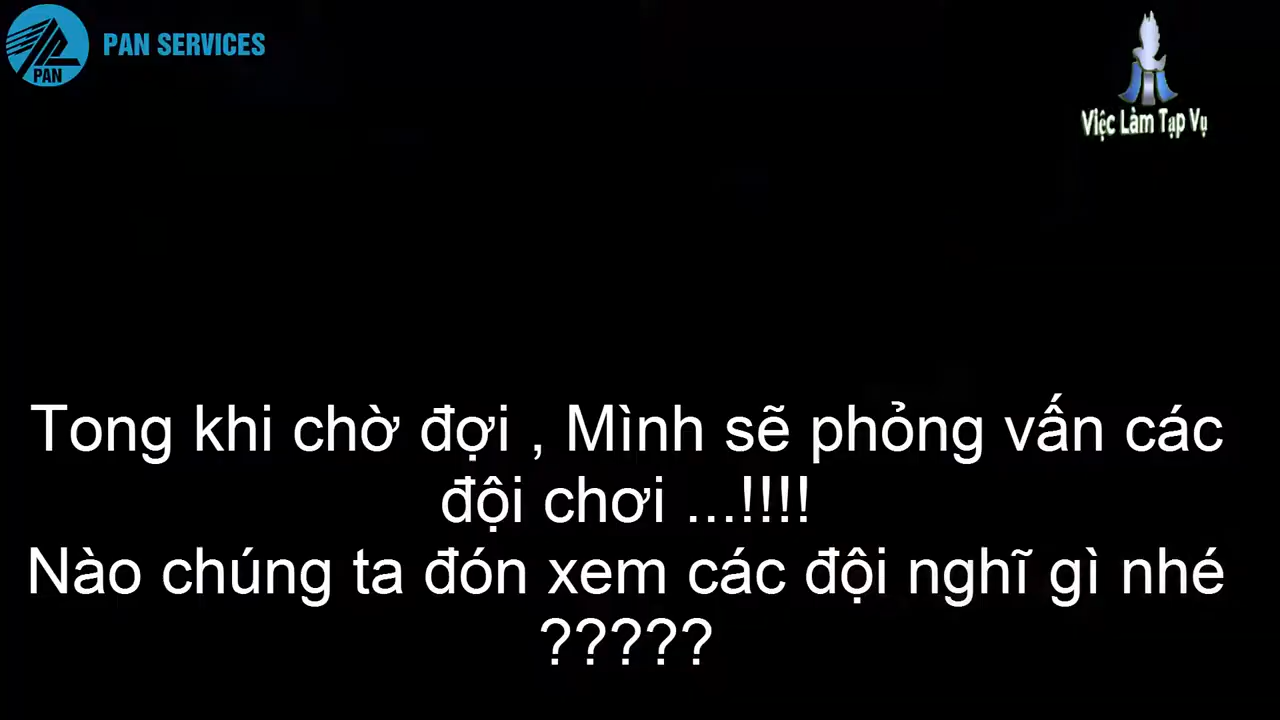 PAN SERVICES
PAN
Việc Làm Tạp Vụ
Tong khi chờ đợi , Mình sẽ phỏng vấn các
đội chơi ...!!!!
Nào chúng ta đón xem các đội nghĩ gì nhé
?????